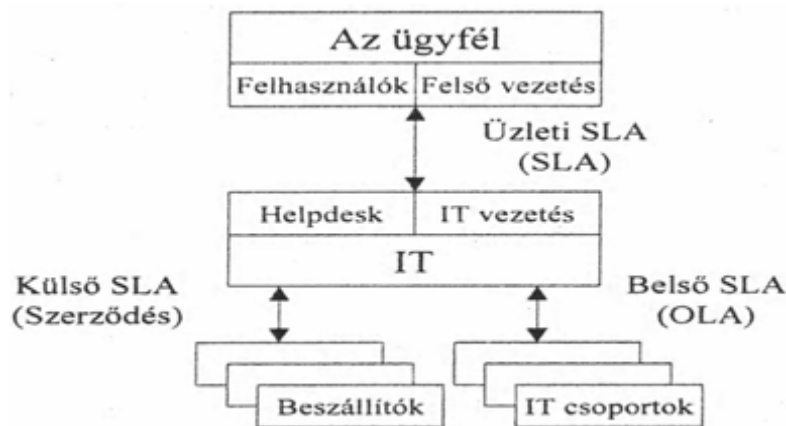 Az ügyfél
Felhasználók
Felső vezetés
Üzleti SLA
(SLA)
Helpdesk
IT vezetés
IT
Külső SLA
(Szerződés)
Belső SLA
(OLA)
Beszállítók
IT csoportok